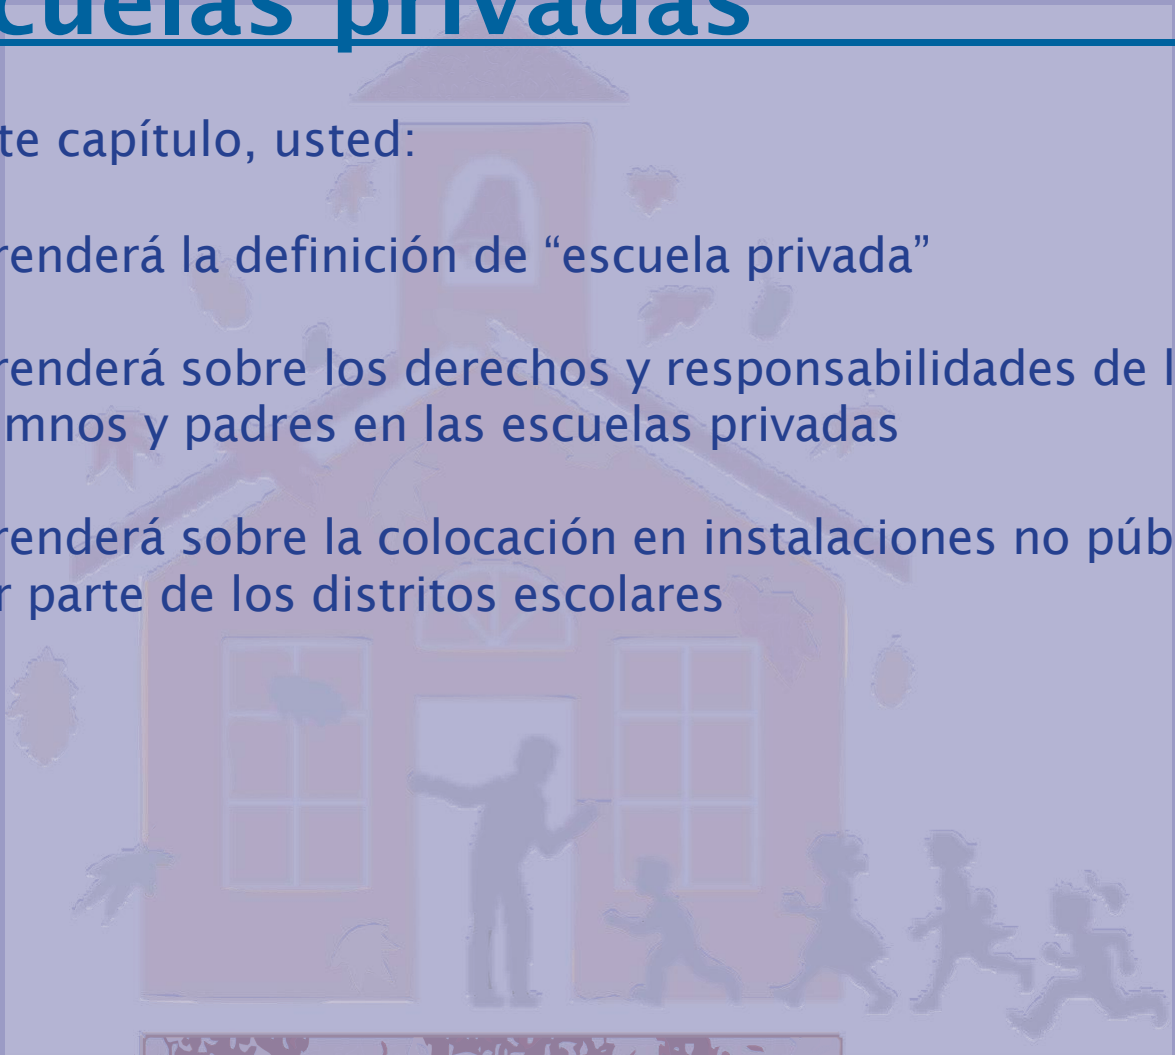 cuelas privadas
te capítulo, usted:
renderá la definición de “escuela privada”
renderá sobre los derechos y responsabilidades de l
mnos y padres en las escuelas privadas
renderá sobre la colocación en instalaciones no púb
r parte de los distritos escolares